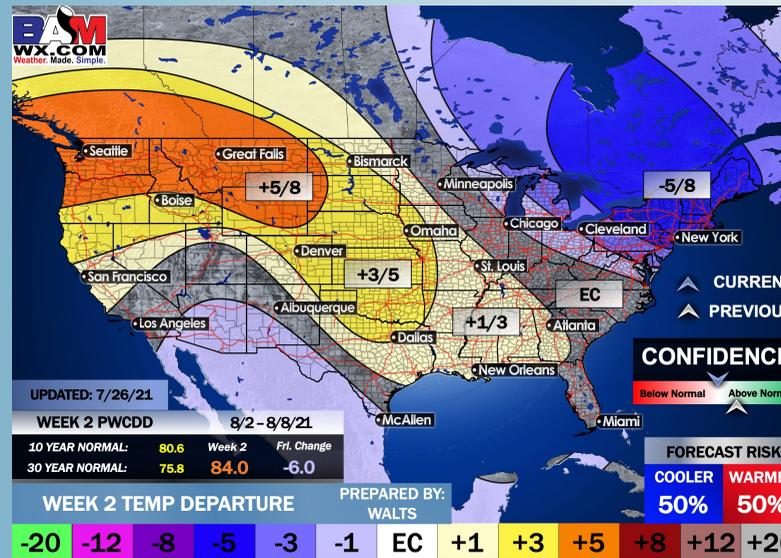 BAM
WX.COM
Weather. Made. Simple.
Seattle
Great Falls
Bismarck
+5/8
Minneapolis
-5/8
Boise
Chicago
Cleveland
New York
Omaha
Denver
San Francisco
+3/5
St. Louis
CURREN
EC
Albuquerque
PREVIOU
Los Angeles
+1/3
Atlanta
Dallas
CONFIDENC
New Orleans
Below Normal
Above Norm
UPDATED: 7/26/21
McAllen
Miami
WEEK 2 PWCDD 8/2 - 8/8/21
10 YEAR NORMAL: 80.6 Week 2 Fri. Change
30 YEAR NORMAL: 75.8 84.0 -6.0
FORECAST RISK
COOLER WARME
50% 50%
WEEK 2 TEMP DEPARTURE
PREPARED BY:
WALTS
-20 -12 -8 -5 -3 -1 EC +1 +3 +5 +8 +12 +2